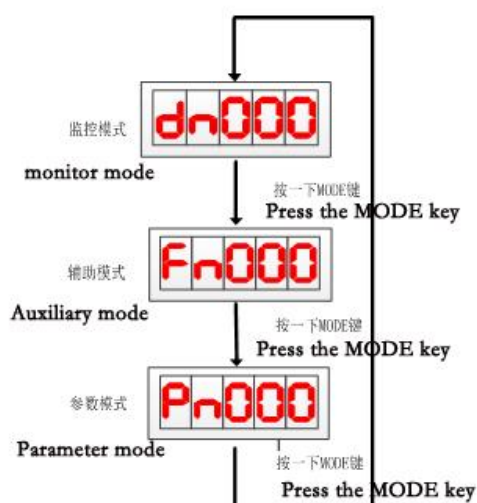 dn000
监控模式
monitor mode
按一下MODE键
Press the MODE key
Fn000
辅助模式
Auxiliary mode
按一下MODE键
Press the MODE key
Pn000
参数模式
Parameter mode
按一下MODE键
Press the MODE key